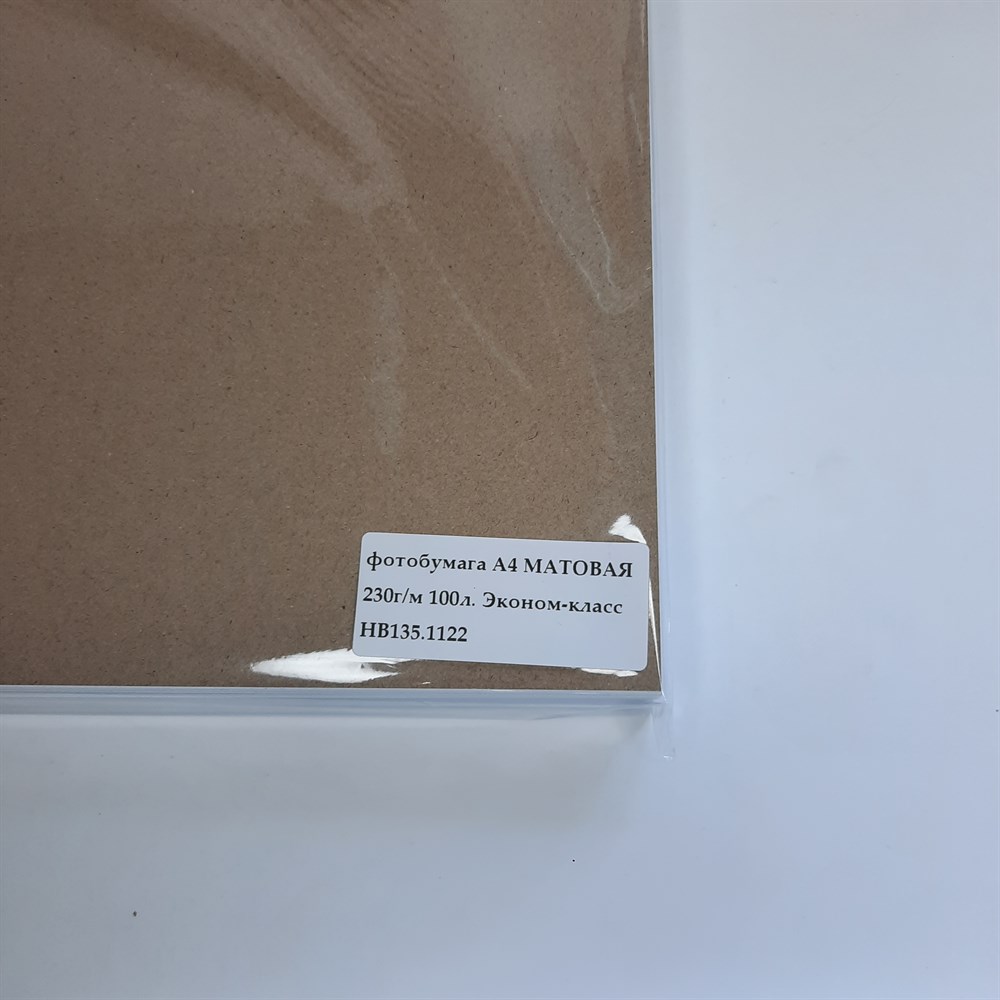 фотобумага А4 МАТОВАЯ
230г/м 100л. Эконом-класс
НВ135.1122